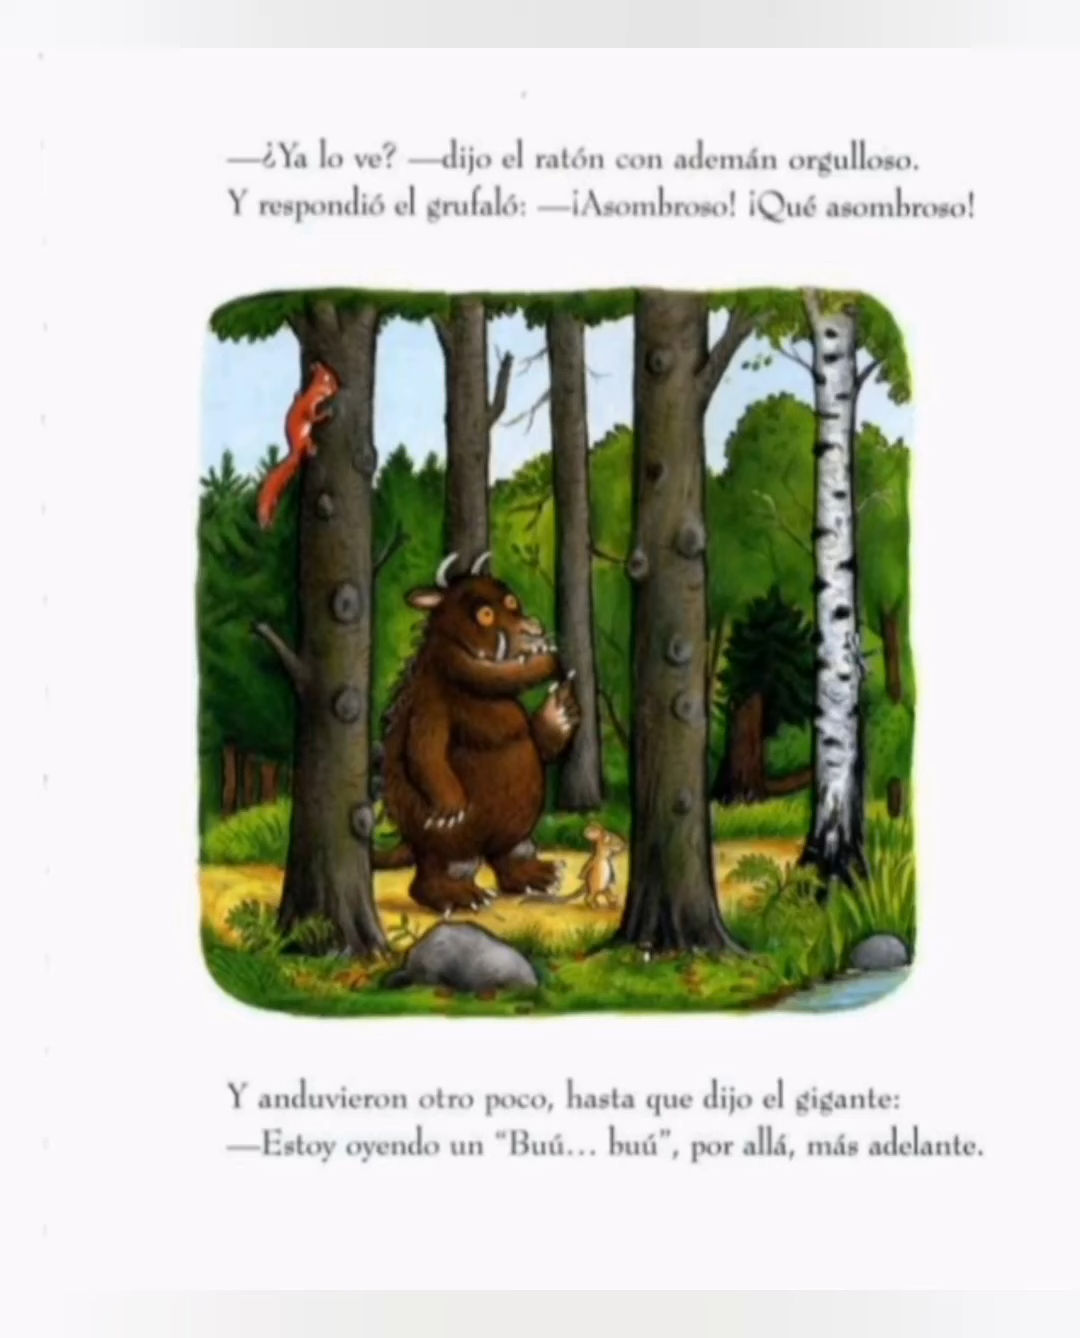 —¿Ya lo ve? —dijo el ratón con ademán orgulloso.
Y respondió el grufaló: —¡Asombroso! ¡Qué asombroso!
Y anduvieron otro poco, hasta que dijo el gigante:
—Estoy oyendo un “Buú... buú”, por allá, más adelante.